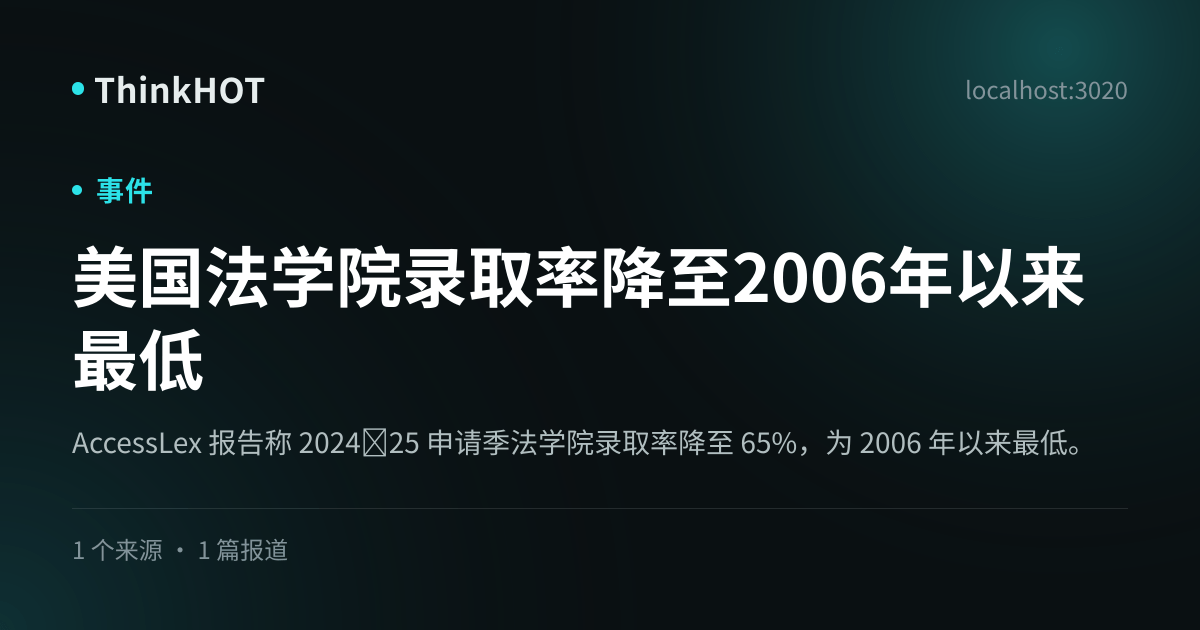 ThinkHOT
localhost:3020
事件
美国法学院录取率降至2006年以来
最低
AccessLex 报告称 2024☒25 申请季法学院录取率降至 65%，为 2006 年以来最低。
1 个来源 · 1 篇报道